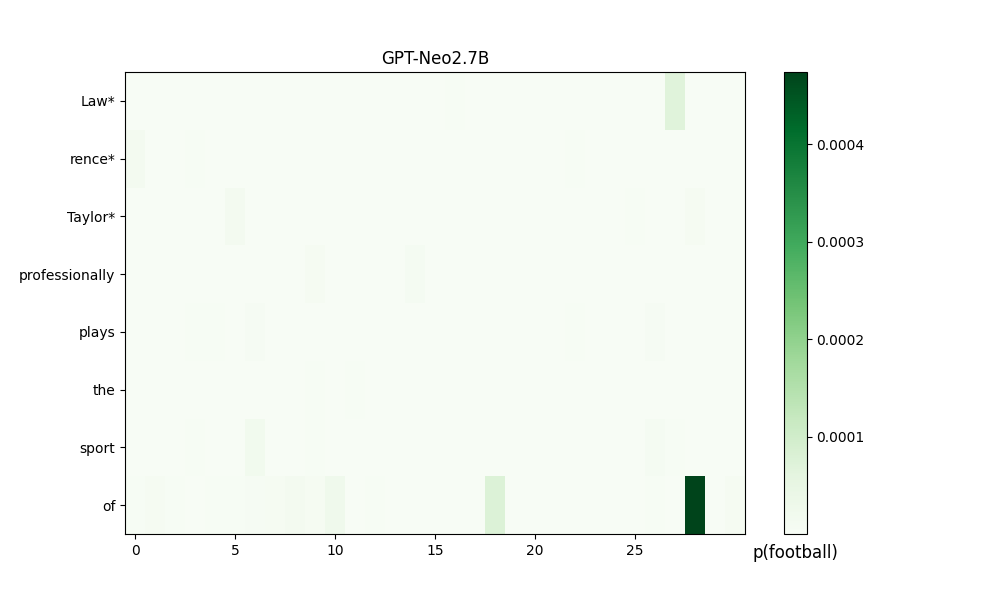 GPT-Neo2.7B
Law*
rence*
Taylor*
professionally
plays
the
sport
of
0 5 10 15 20 25
0.0004
0.0003
0.0002
0.0001
p(football)